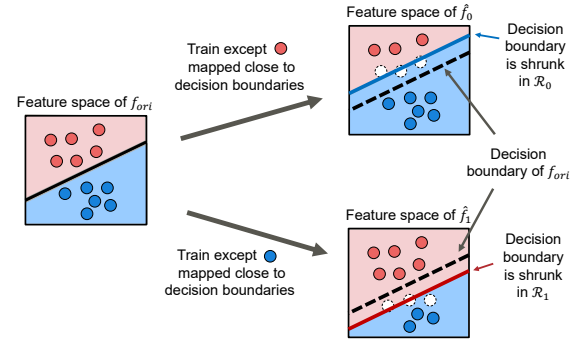 Feature space of f̂₀
Train except
mapped close to
decision boundaries
Decision
boundary
is shrunk
in ℛ₀
Feature space of fₒᵣᵢ
Decision
boundary of fₒᵣᵢ
Feature space of f̂₁
Train except
mapped close to
decision boundaries
Decision
boundary
is shrunk
in ℛ₁